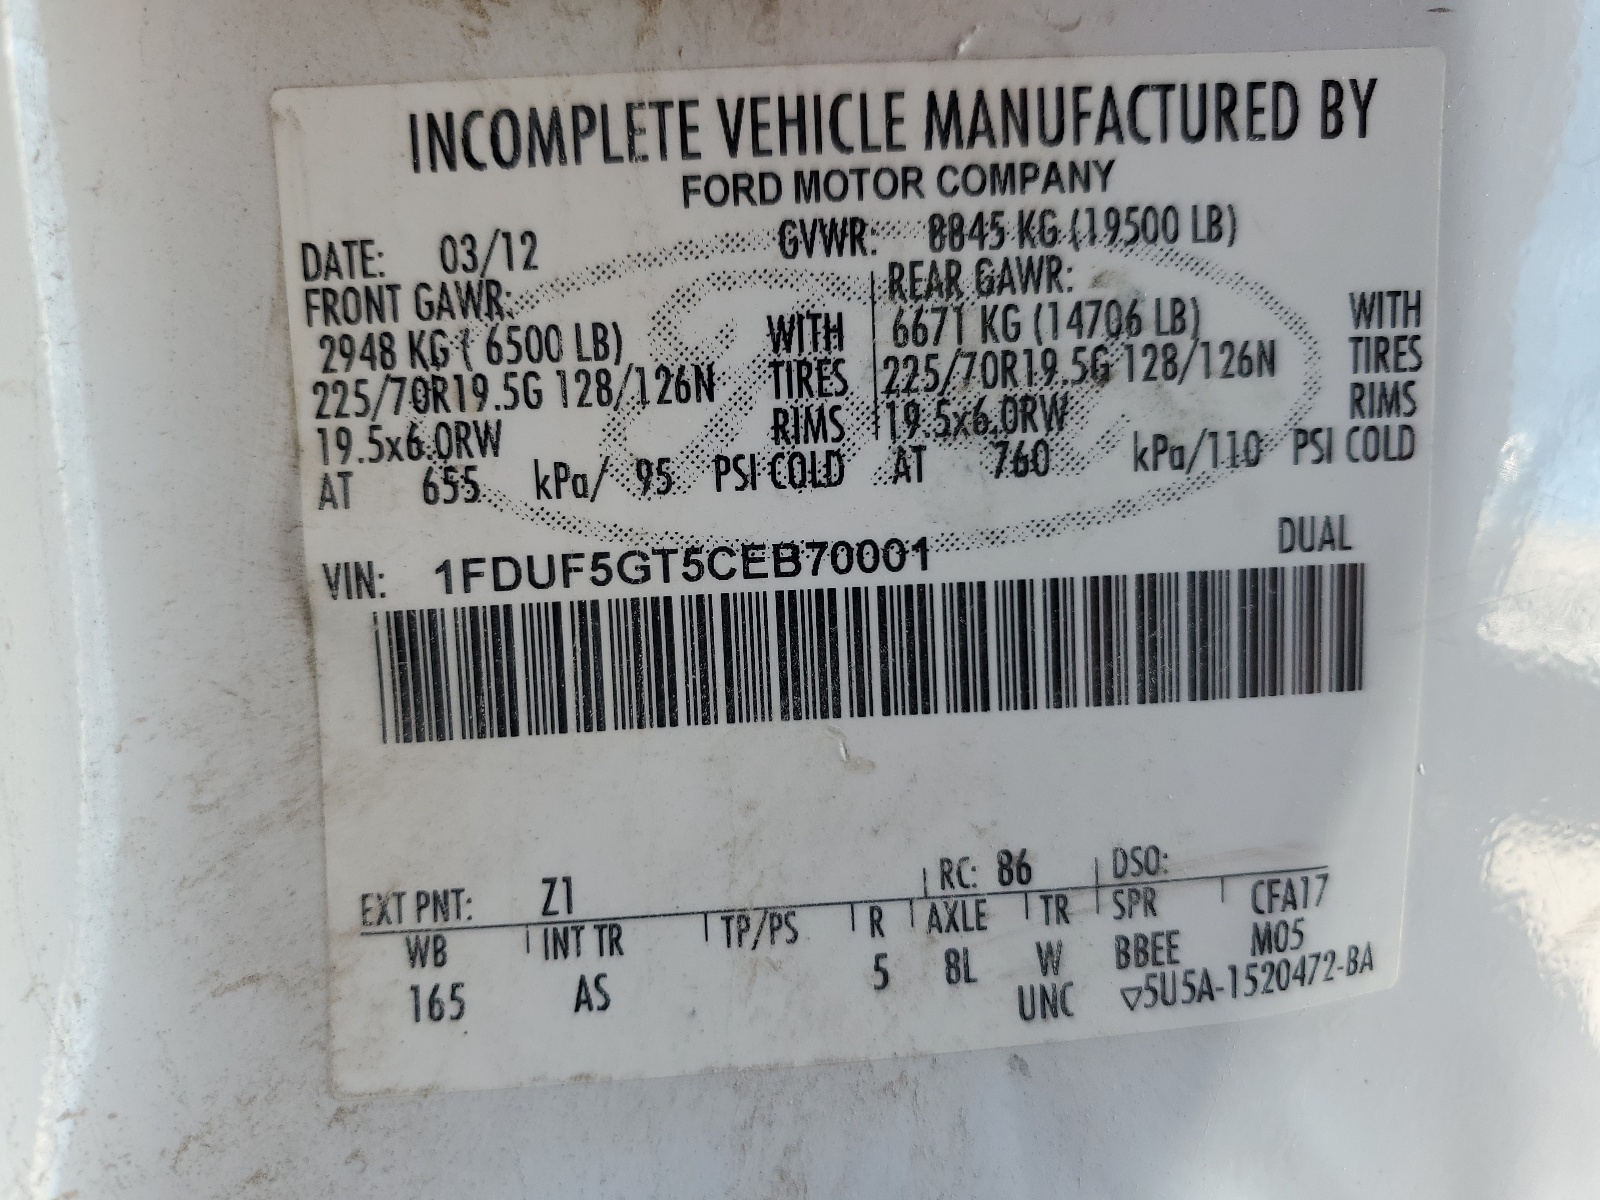 INCOMPLETE VEHICLE MANUFACTURED BY
FORD MOTOR COMPANY
DATE: 03/12 GVWR: 8845 KG (19500 LB)
FRONT GAWR: REAR GAWR:
2948 KG ( 6500 LB) WITH 6671 KG (14706 LB) WITH
225/70R19.5G 128/126N TIRES 225/70R19.5G 128/126N TIRES
19.5x6.0RW RIMS 19.5x6.0RW RIMS
AT 655 kPa/ 95 PSI COLD AT 760 kPa/110 PSI COLD
VIN: 1FDUF5GT5CEB70001 DUAL
EXT PNT: Z1 RC: 86 DSO:
WB INT TR TP/PS R AXLE TR SPR CFA17
165 AS 5 8L W BBEE M05
UNC ▽5U5A-1520472-BA